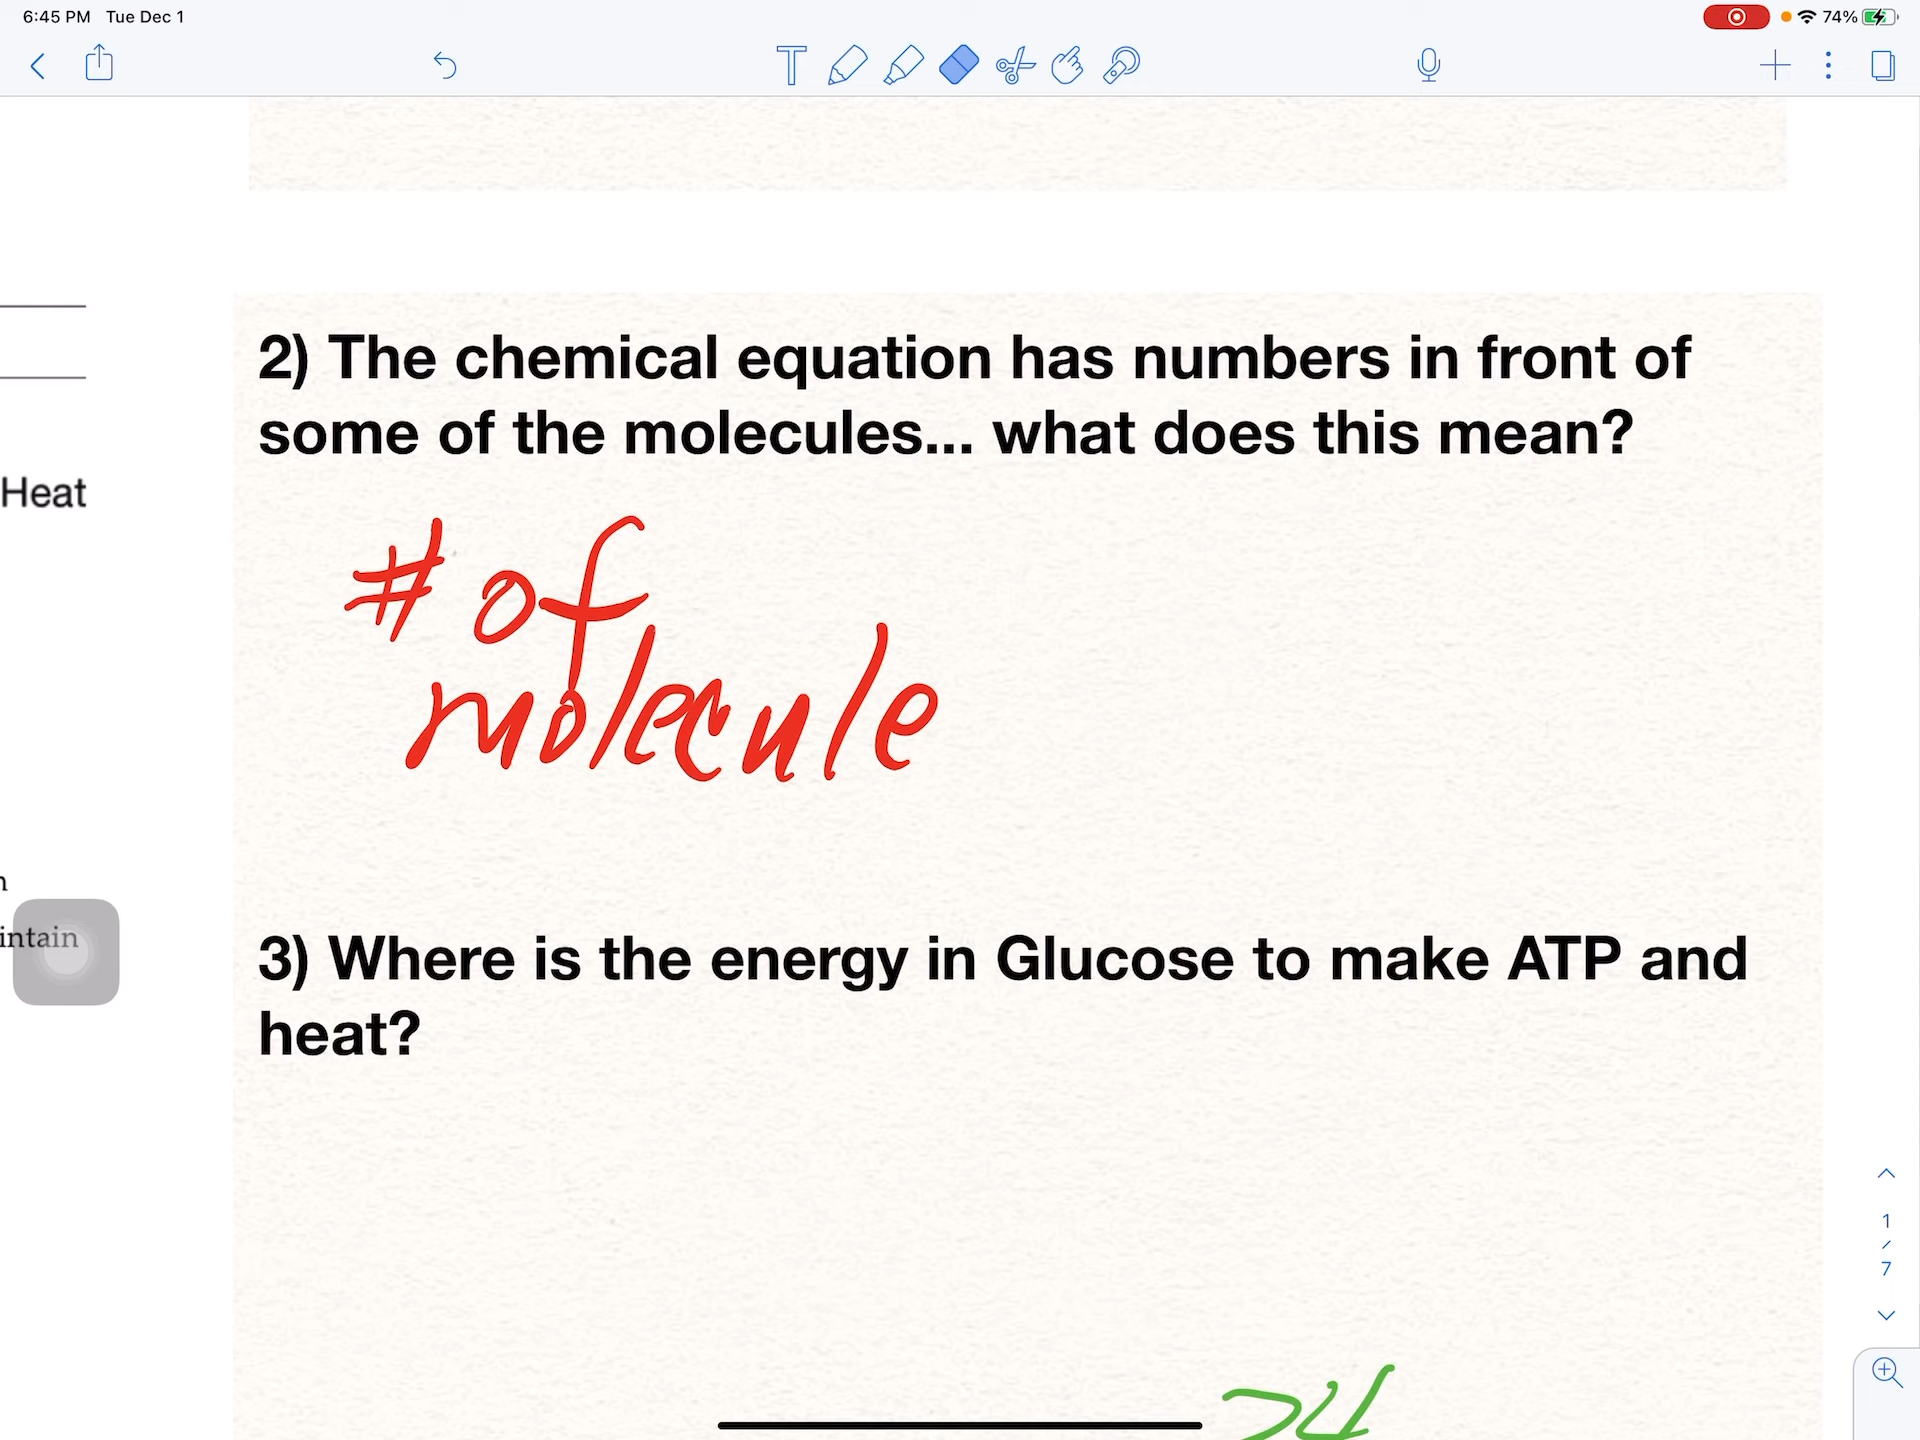 6:45 PM Tue Dec 1
74%
2) The chemical equation has numbers in front of
some of the molecules... what does this mean?
Heat
# of
molecule
intain
3) Where is the energy in Glucose to make ATP and
heat?
1
/
7